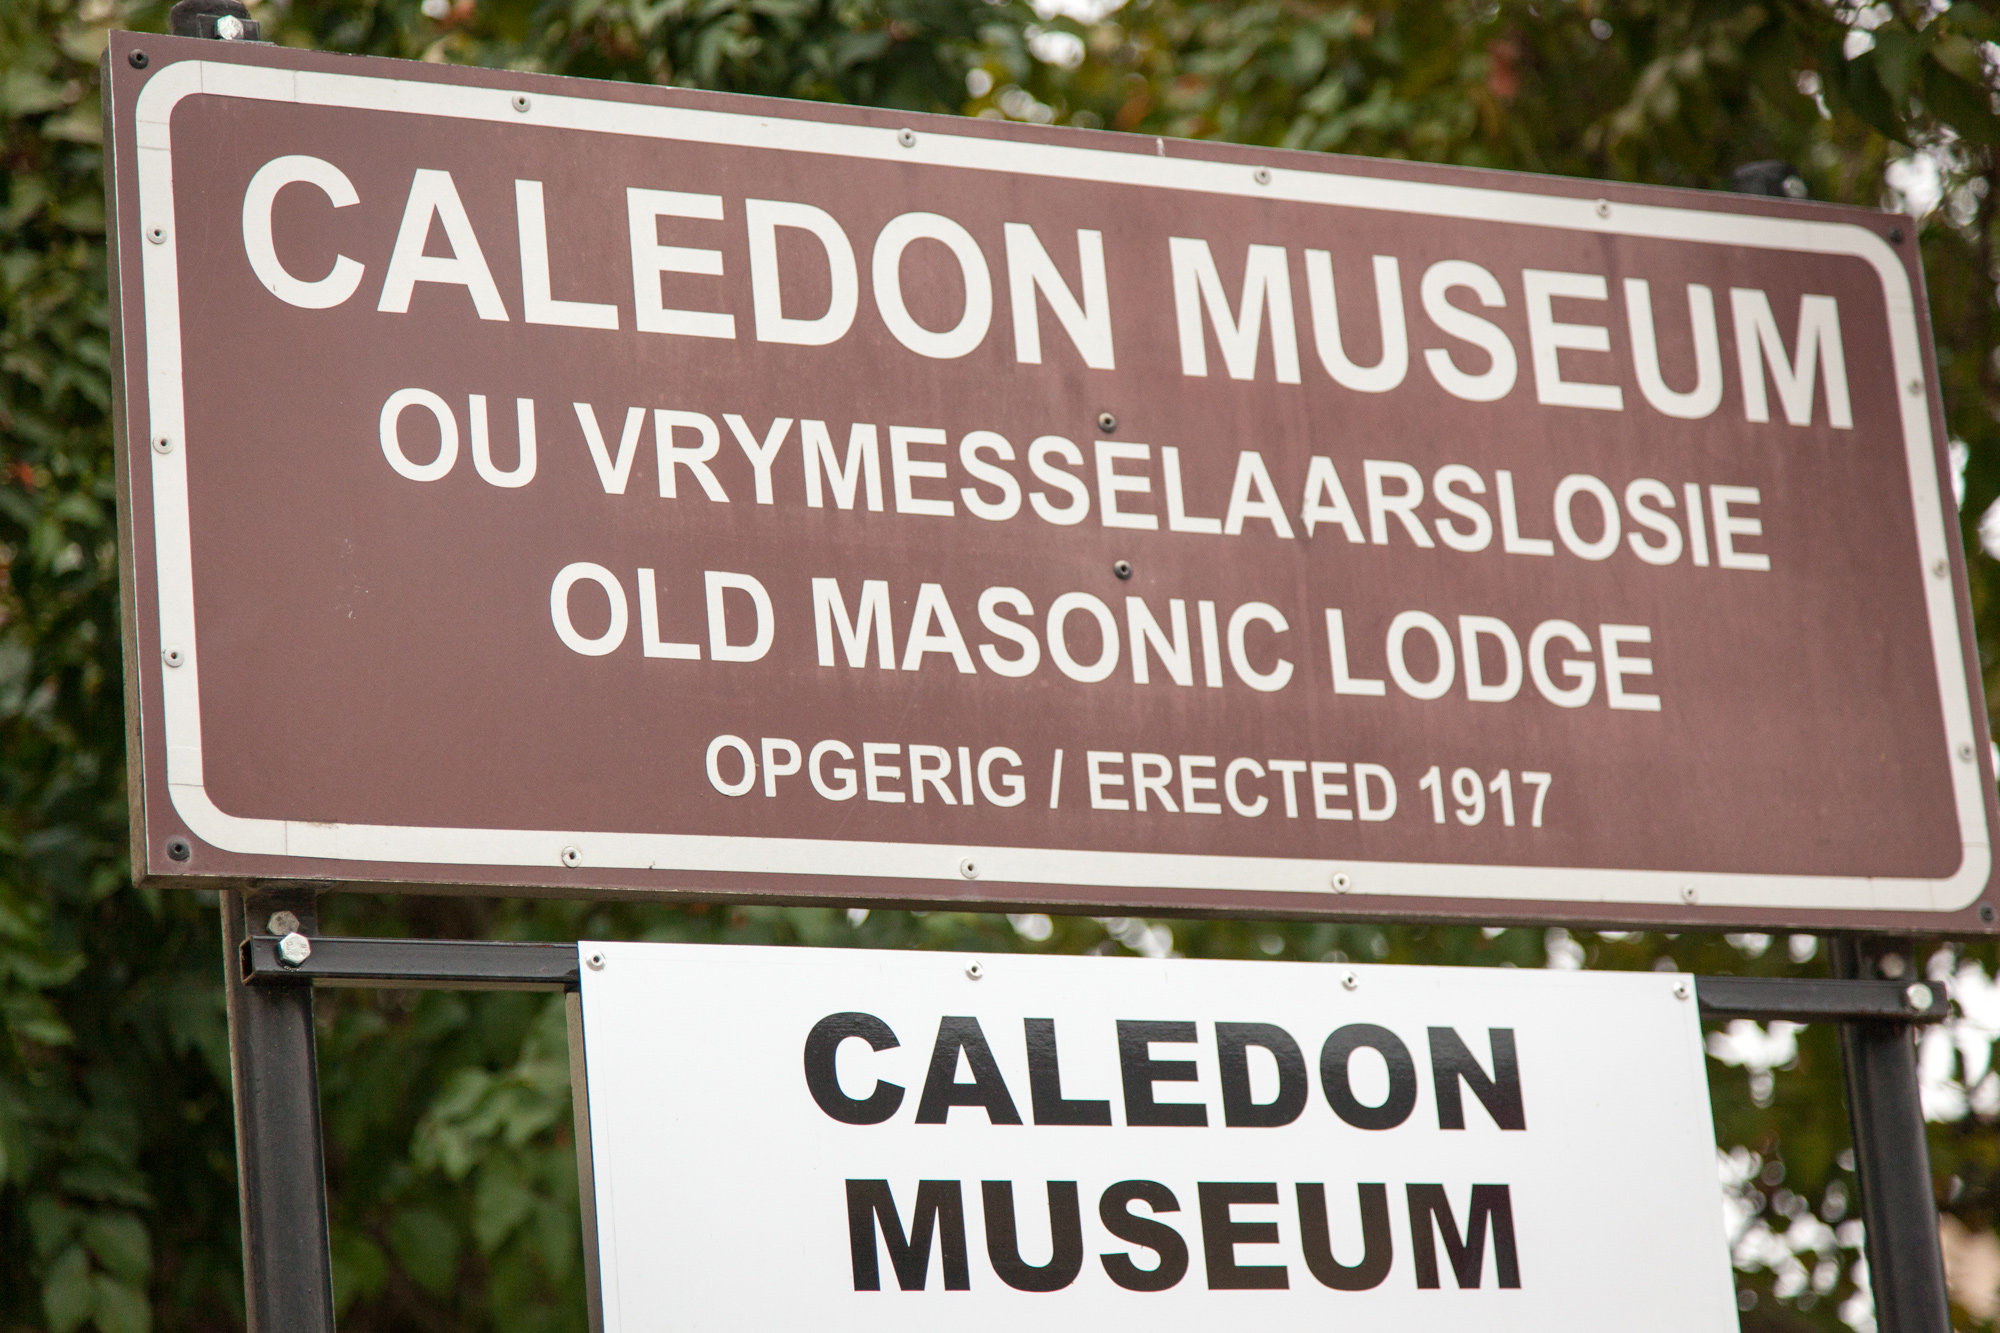 CALEDON MUSEUM
OU VRYMESSELAARSLOSIE
OLD MASONIC LODGE
OPGERIG / ERECTED 1917
CALEDON
MUSEUM